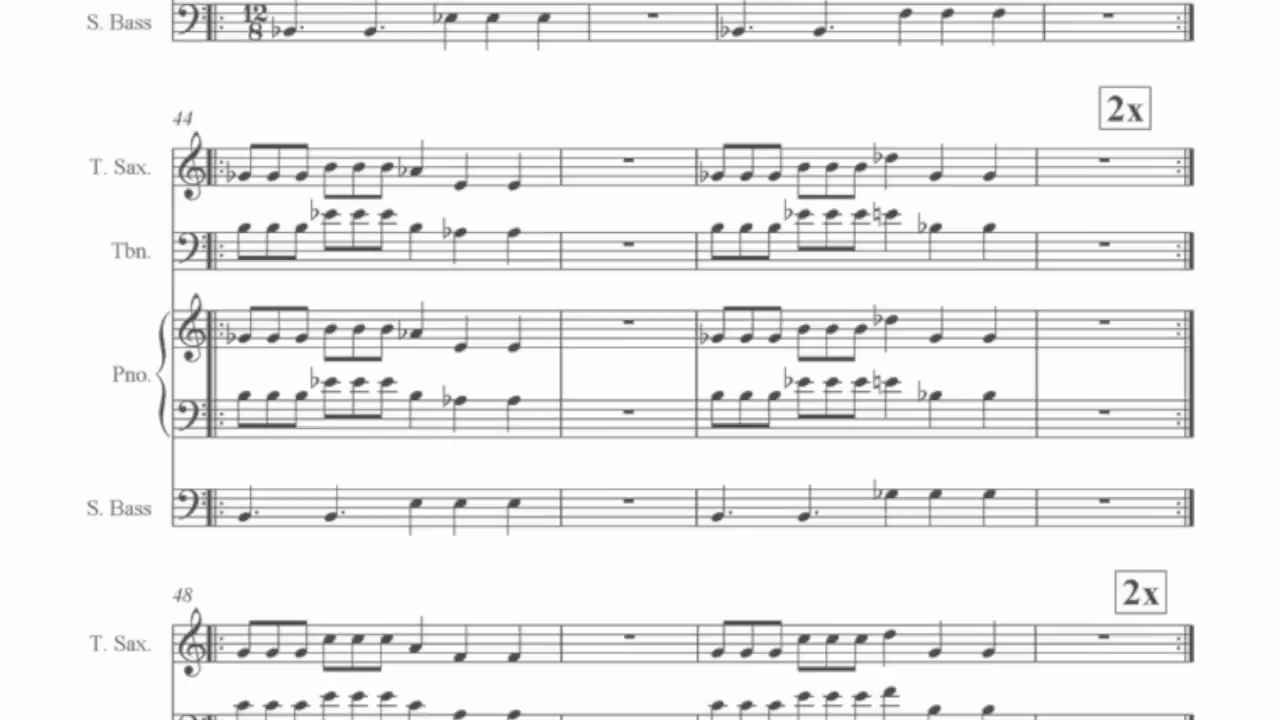 S. Bass
12
8
2x
44
T. Sax.
Tbn.
Pno.
S. Bass
2x
48
T. Sax.